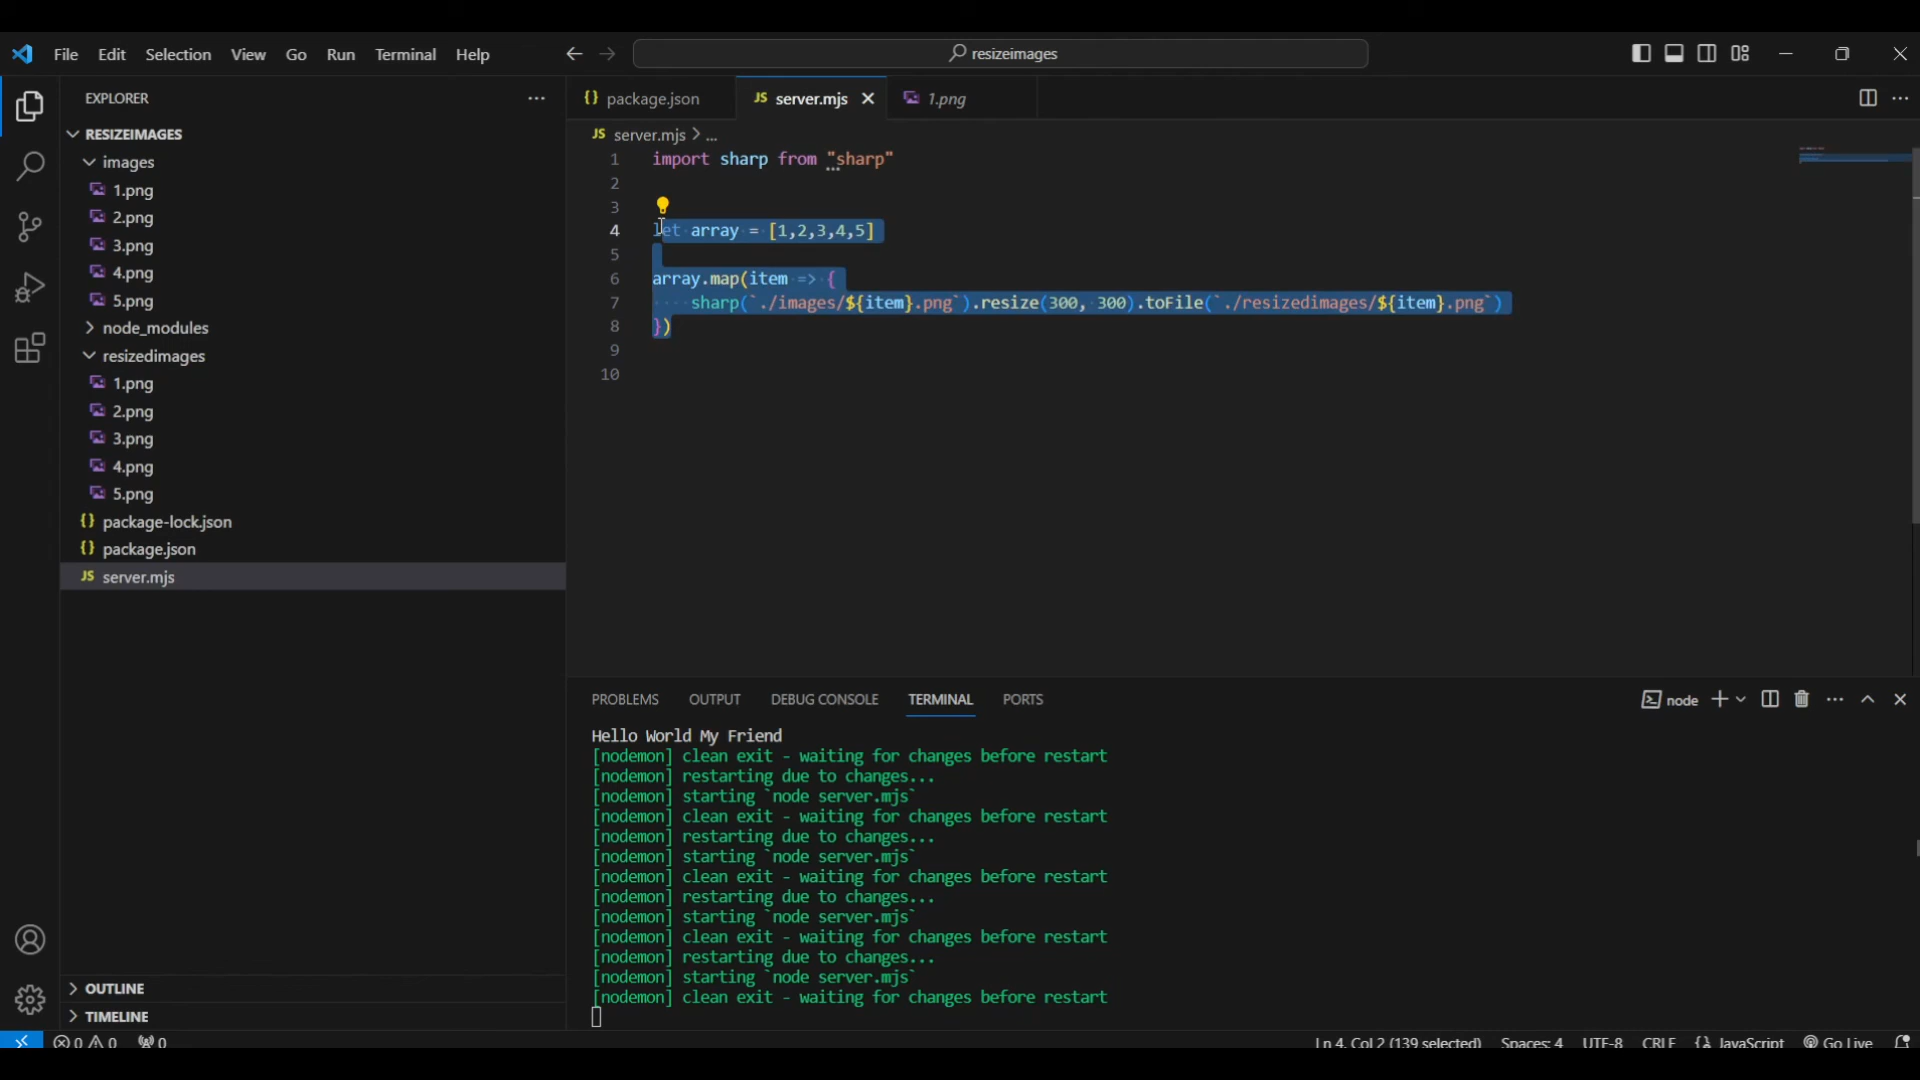 File Edit Selection View Go Run Terminal Help
resizeimages
EXPLORER
RESIZEIMAGES
images
1.png
2.png
3.png
4.png
5.png
node_modules
resizedimages
1.png
2.png
3.png
4.png
5.png
package-lock.json
package.json
server.mjs
OUTLINE
TIMELINE
{} package.json
JS server.mjs
1.png
JS server.mjs > ...
1 import sharp from "sharp"
2
3
4 let array = [1,2,3,4,5]
5
6 array.map(item => {
7 sharp(`./images/${item}.png`).resize(300, 300).toFile(`./resizedimages/${item}.png`)
8 })
9
10
PROBLEMS OUTPUT DEBUG CONSOLE TERMINAL PORTS
node
Hello World My Friend
[nodemon] clean exit - waiting for changes before restart
[nodemon] restarting due to changes...
[nodemon] starting `node server.mjs`
[nodemon] clean exit - waiting for changes before restart
[nodemon] restarting due to changes...
[nodemon] starting `node server.mjs`
[nodemon] clean exit - waiting for changes before restart
[nodemon] restarting due to changes...
[nodemon] starting `node server.mjs`
[nodemon] clean exit - waiting for changes before restart
[nodemon] restarting due to changes...
[nodemon] starting `node server.mjs`
[nodemon] clean exit - waiting for changes before restart
0 0 0 Ln 4, Col 2 (139 selected) Spaces: 4 UTF-8 CRLF {} JavaScript Go Live